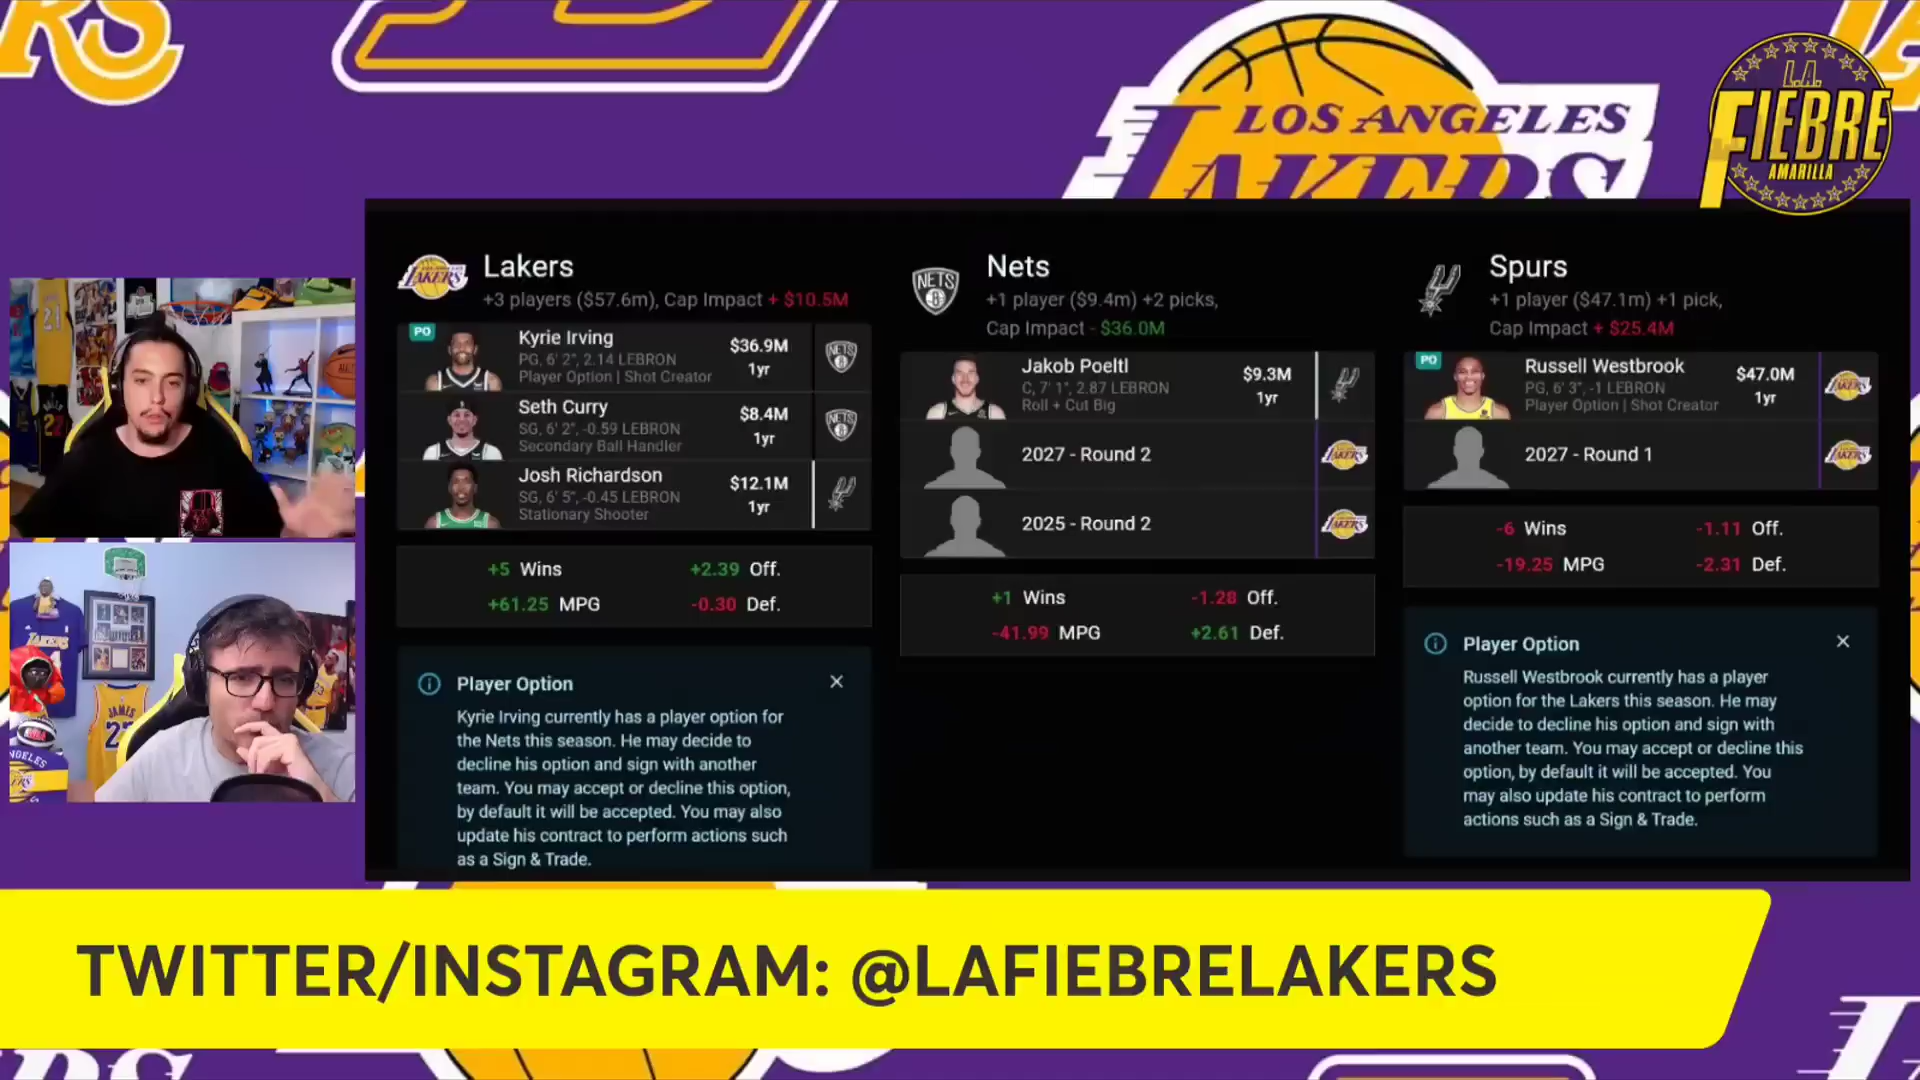 LOS ANGELES
LAKERS
L.A.
FIEBRE
AMARILLA
Lakers
+3 players ($57.6m), Cap Impact + $10.5M
PO
Kyrie Irving
PG, 6' 2", 2.14 LEBRON
Player Option | Shot Creator
$36.9M
1yr
NETS
Seth Curry
SG, 6' 2", -0.59 LEBRON
Secondary Ball Handler
$8.4M
1yr
NETS
Josh Richardson
SG, 6' 5", -0.45 LEBRON
Stationary Shooter
$12.1M
1yr
+5 Wins
+2.39 Off.
+61.25 MPG
-0.30 Def.
Player Option
Kyrie Irving currently has a player option for
the Nets this season. He may decide to
decline his option and sign with another
team. You may accept or decline this option,
by default it will be accepted. You may also
update his contract to perform actions such
as a Sign & Trade.
NETS
Nets
+1 player ($9.4m) +2 picks,
Cap Impact - $36.0M
Jakob Poeltl
C, 7' 1", 2.87 LEBRON
Roll + Cut Big
$9.3M
1yr
2027 - Round 2
LAKERS
2025 - Round 2
LAKERS
+1 Wins
-1.28 Off.
-41.99 MPG
+2.61 Def.
Spurs
+1 player ($47.1m) +1 pick,
Cap Impact + $25.4M
PO
Russell Westbrook
PG, 6' 3", -1 LEBRON
Player Option | Shot Creator
$47.0M
1yr
LAKERS
2027 - Round 1
LAKERS
-6 Wins
-1.11 Off.
-19.25 MPG
-2.31 Def.
Player Option
Russell Westbrook currently has a player
option for the Lakers this season. He may
decide to decline his option and sign with
another team. You may accept or decline this
option, by default it will be accepted. You
may also update his contract to perform
actions such as a Sign & Trade.
TWITTER/INSTAGRAM: @LAFIEBRELAKERS